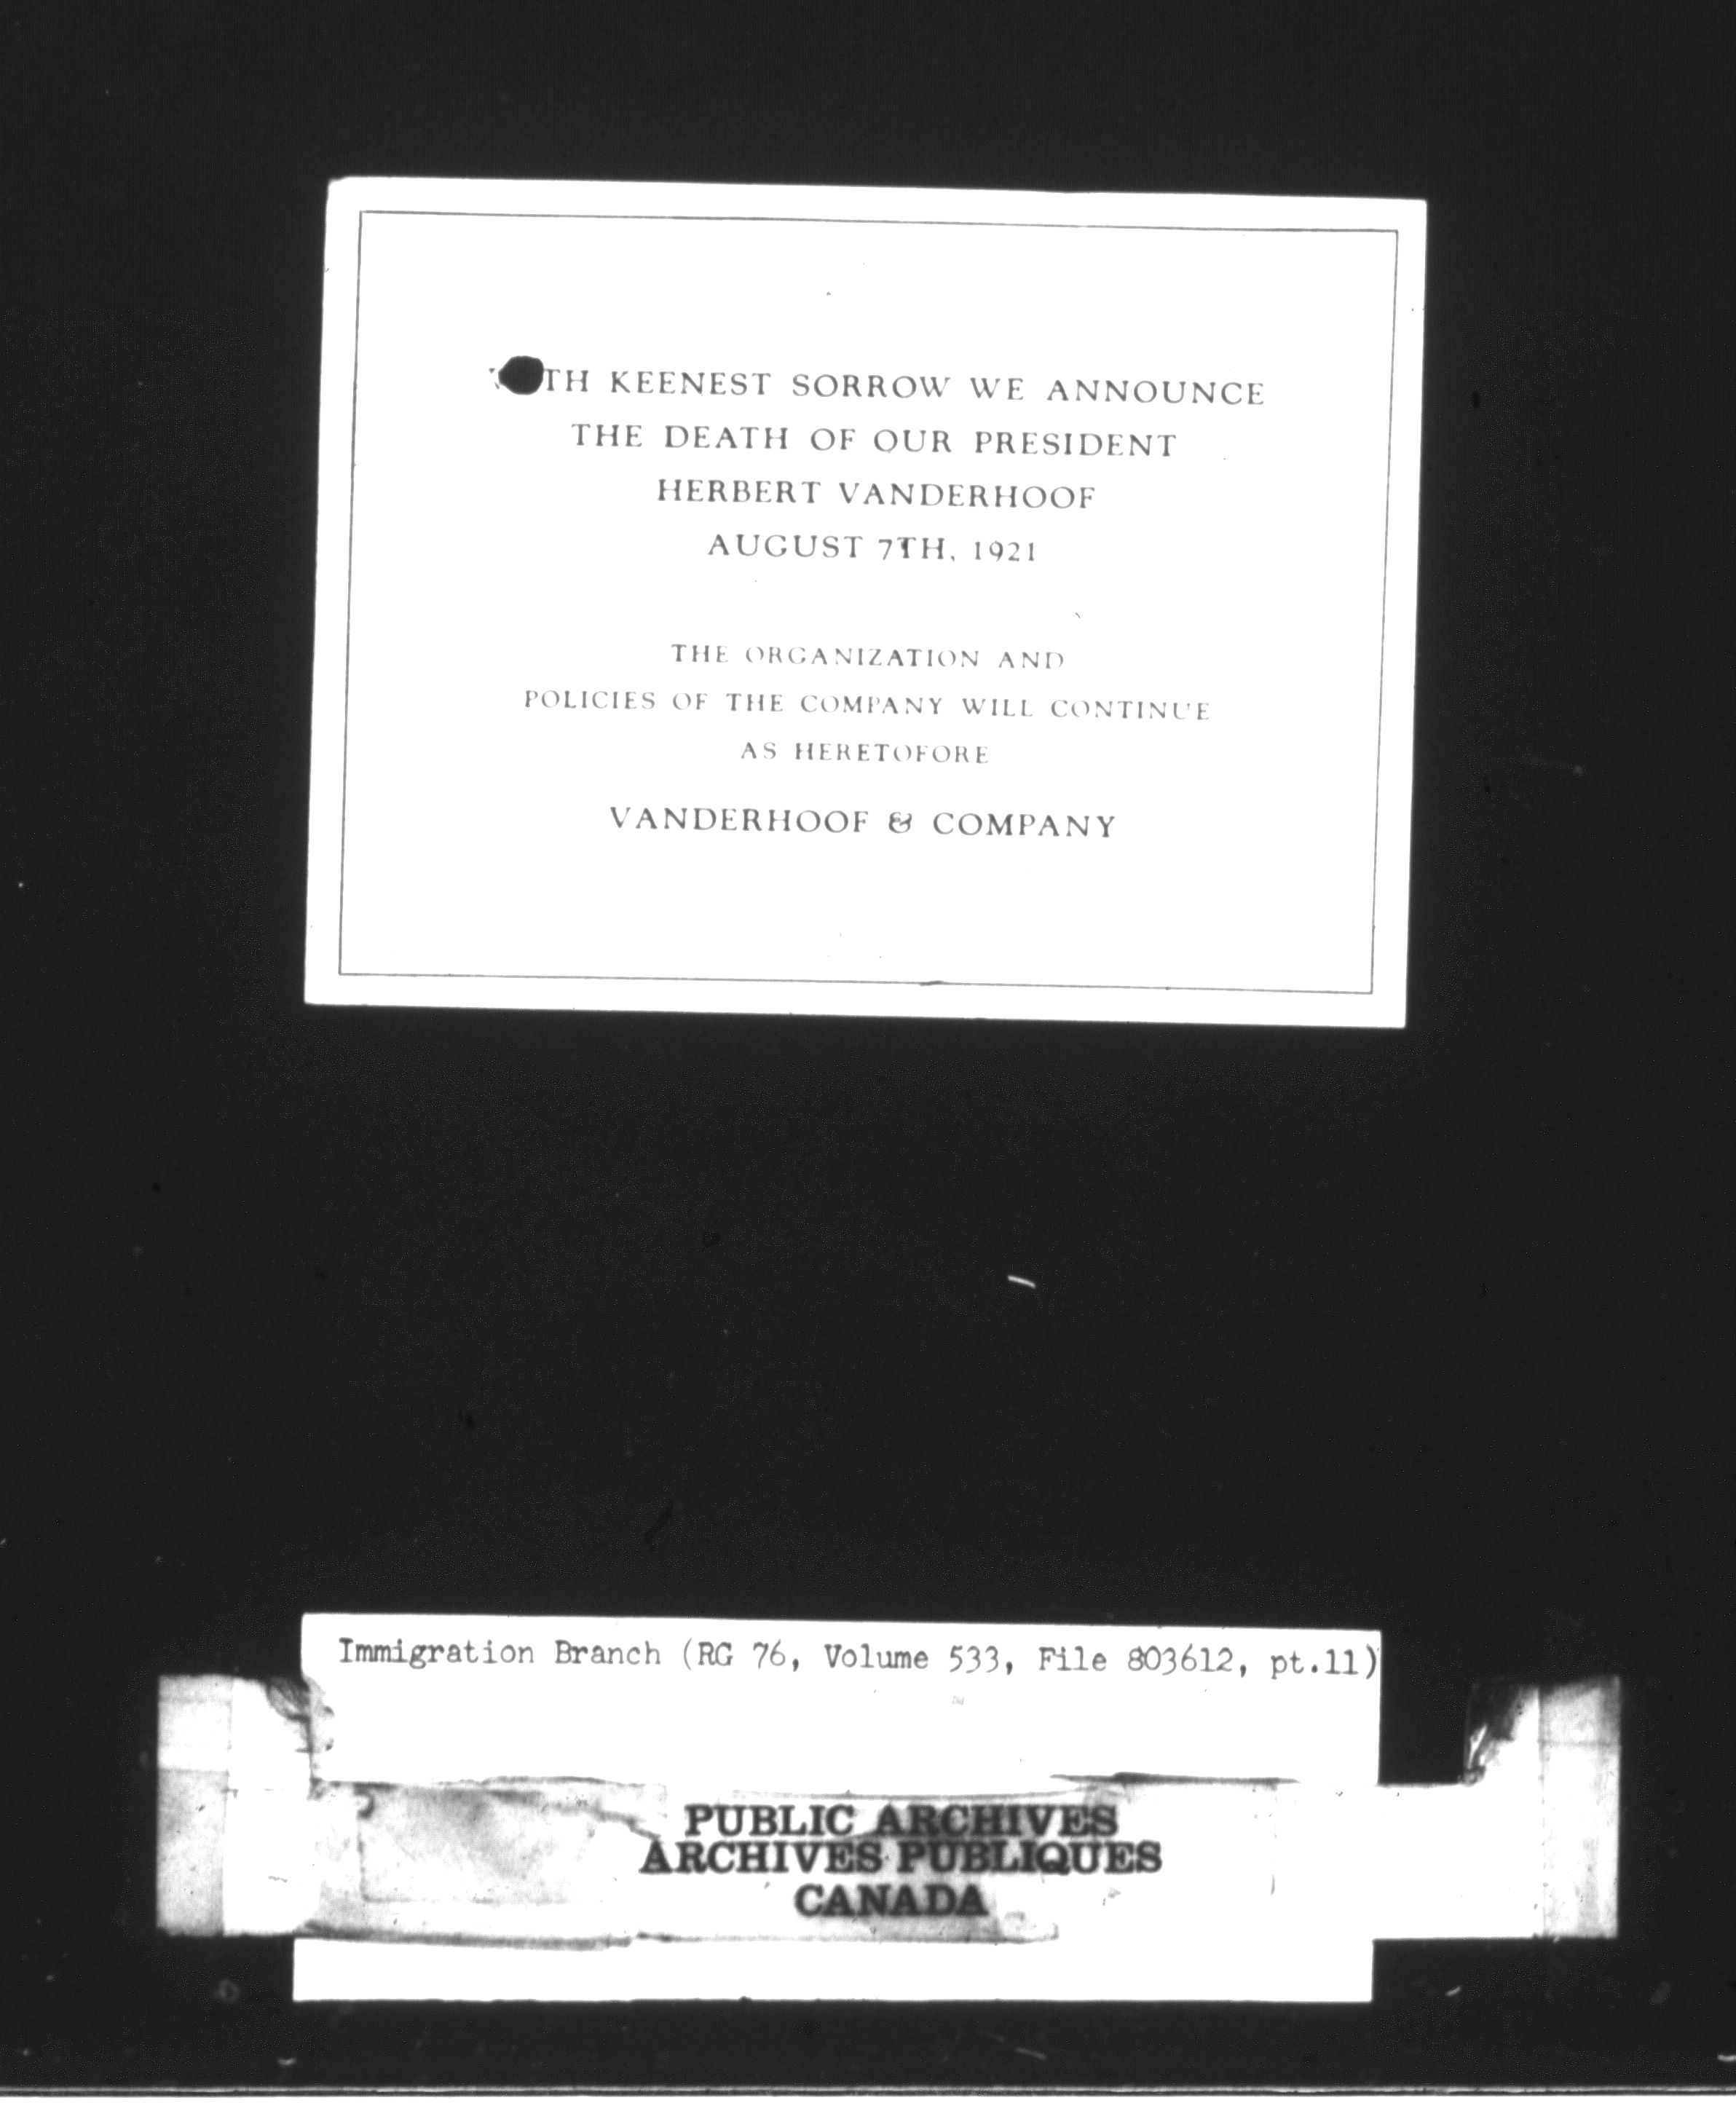 TH KEENEST SORROW WE ANNOUNCE
THE DEATH OF OUR PRESIDENT
HERBERT VANDERHOOF
AUGUST 7TH, 1921
THE ORGANIZATION AND
POLICIES OF THE COMPANY WILL CONTINUE
AS HERETOFORE
VANDERHOOF & COMPANY
Immigration Branch (RG 76, Volume 533, File 803612, pt.11)
PUBLIC ARCHIVES
ARCHIVES PUBLIQUES
CANADA